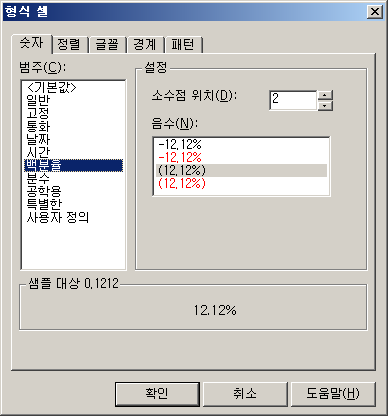 형식 셀
숫자 정렬 글꼴 경계 패턴
범주(C):
<기본값>
일반
고정
통화
날짜
시간
백분율
분수
공학용
특별한
사용자 정의
설정
소수점 위치(D): 2
음수(N):
-12.12%
-12.12%
(12.12%)
(12.12%)
샘플 대상 0.1212
12.12%
확인 취소 도움말(H)